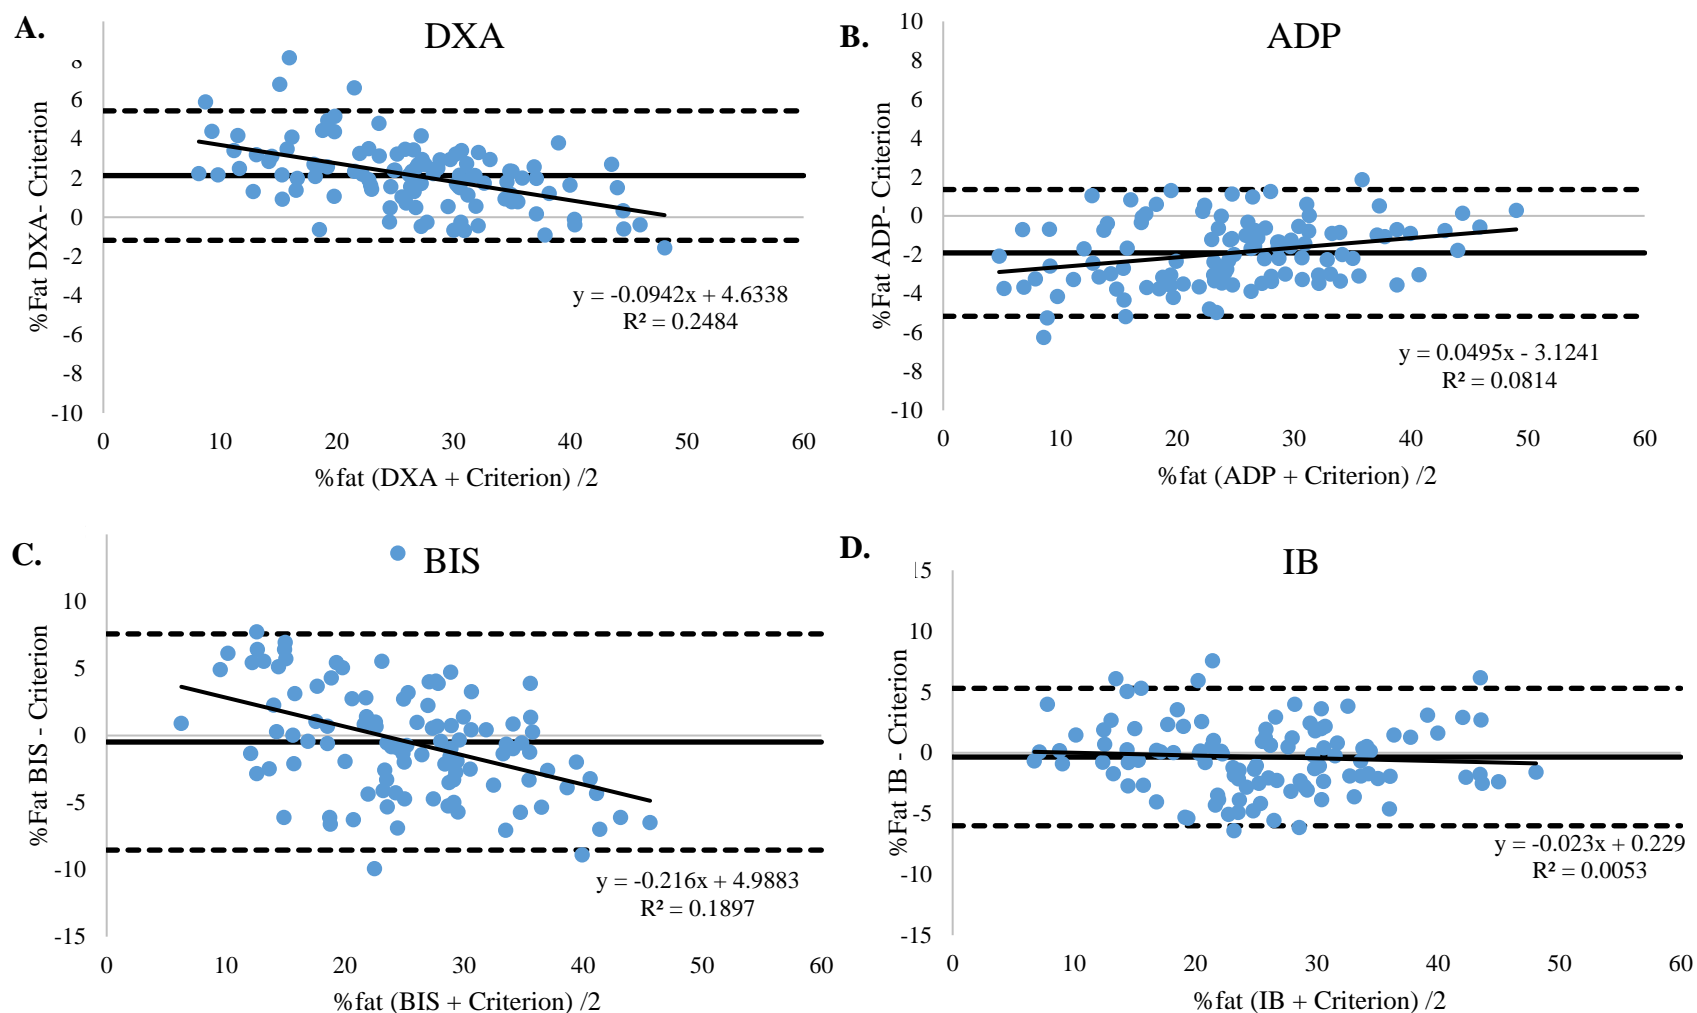 A.
DXA
8
6
4
2
0
-2
-4
-6
-8
-10
%Fat DXA- Criterion
y = -0.0942x + 4.6338
R² = 0.2484
0 10 20 30 40 50 60
%fat (DXA + Criterion) /2
B.
ADP
10
8
6
4
2
0
-2
-4
-6
-8
-10
%Fat ADP- Criterion
y = 0.0495x - 3.1241
R² = 0.0814
0 10 20 30 40 50 60
%fat (ADP + Criterion) /2
C.
BIS
10
5
0
-5
-10
-15
%Fat BIS - Criterion
y = -0.216x + 4.9883
R² = 0.1897
0 10 20 30 40 50 60
%fat (BIS + Criterion) /2
D.
IB
15
10
5
0
-5
-10
-15
%Fat IB - Criterion
y = -0.023x + 0.229
R² = 0.0053
0 10 20 30 40 50 60
%fat (IB + Criterion) /2